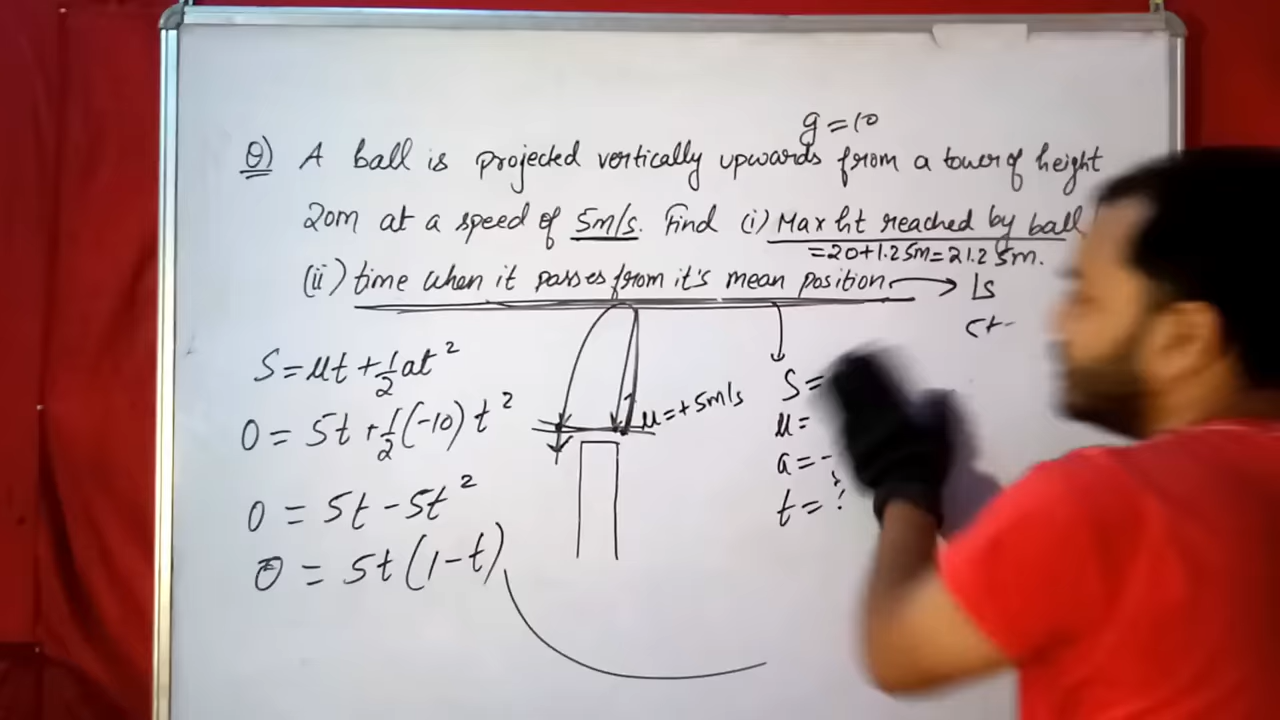 g=10
Q) A ball is projected vertically upwards from a tower of height
20m at a speed of 5m/s. Find (i) Max ht reached by ball
=20+1.25m=21.25m.
(ii) time when it passes from it's mean position → 1s
S=ut+½at²
0=5t+½(-10)t²
0=5t-5t²
0=5t(1-t)
u=+5m/s
S=
u=
a=-
t=?